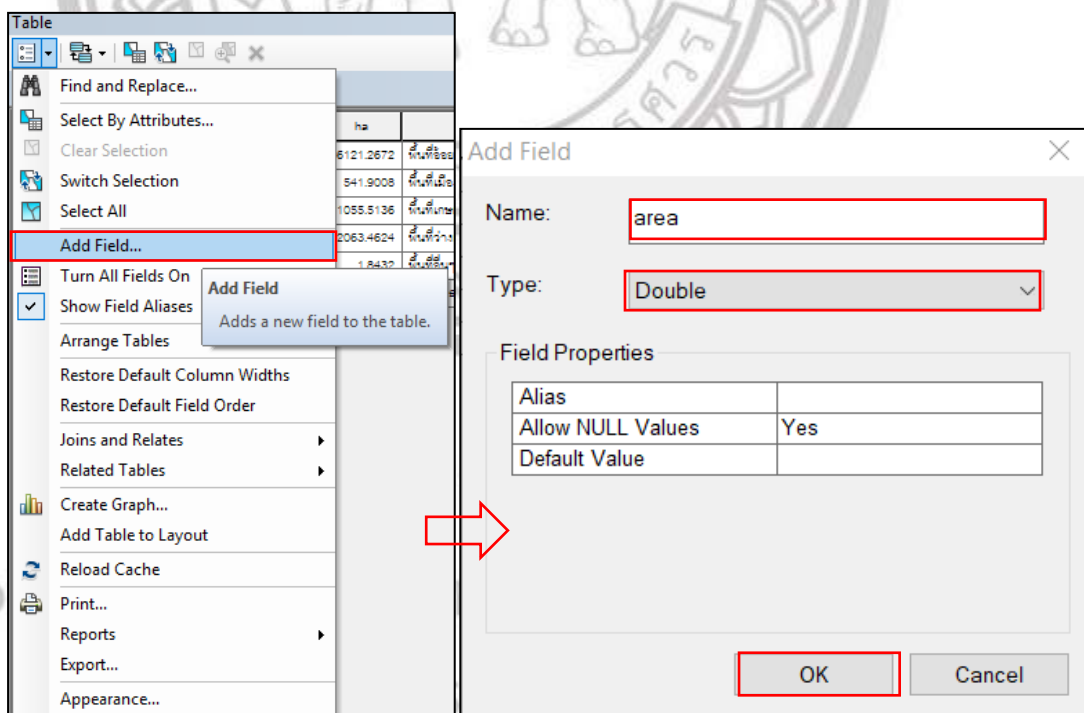 Table
Find and Replace...
Select By Attributes...
Clear Selection
Switch Selection
Select All
Add Field...
Turn All Fields On
Show Field Aliases
Arrange Tables
Restore Default Column Widths
Restore Default Field Order
Joins and Relates
Related Tables
Create Graph...
Add Table to Layout
Reload Cache
Print...
Reports
Export...
Appearance...
Add Field
Adds a new field to the table.
ha
6121.2672
541.9008
1055.5136
2063.4624
1.8432
Add Field
Name: area
Type: Double
Field Properties
Alias
Allow NULL Values Yes
Default Value
OK Cancel